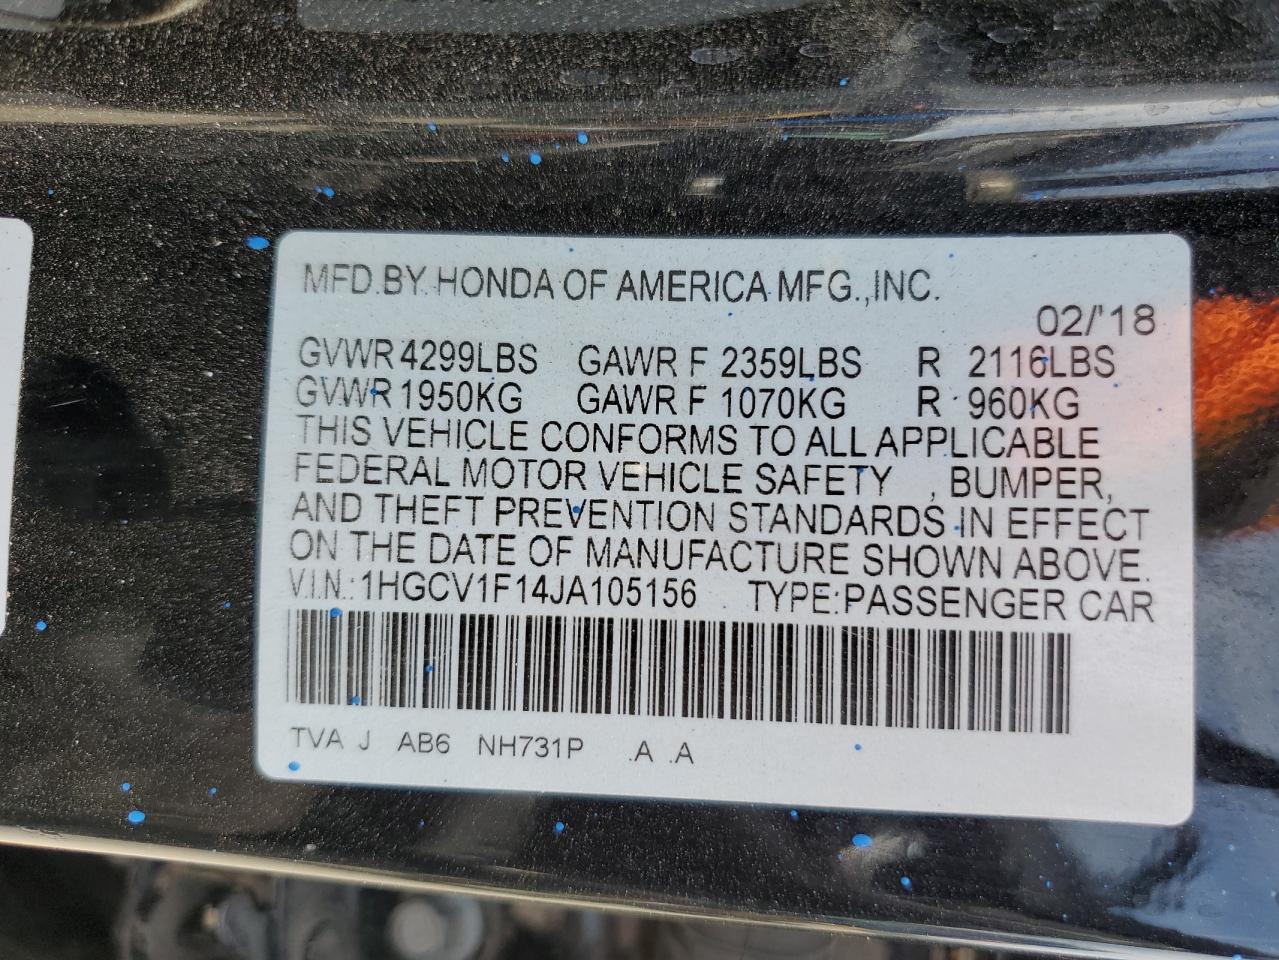 MFD.BY HONDA OF AMERICA MFG.,INC.
02/'18
GVWR 4299LBS GAWR F 2359LBS R 2116LBS
GVWR 1950KG GAWR F 1070KG R 960KG
THIS VEHICLE CONFORMS TO ALL APPLICABLE
FEDERAL MOTOR VEHICLE SAFETY , BUMPER,
AND THEFT PREVENTION STANDARDS IN EFFECT
ON THE DATE OF MANUFACTURE SHOWN ABOVE.
V.I.N.:1HGCV1F14JA105156 TYPE:PASSENGER CAR
TVA J AB6 NH731P .A .A